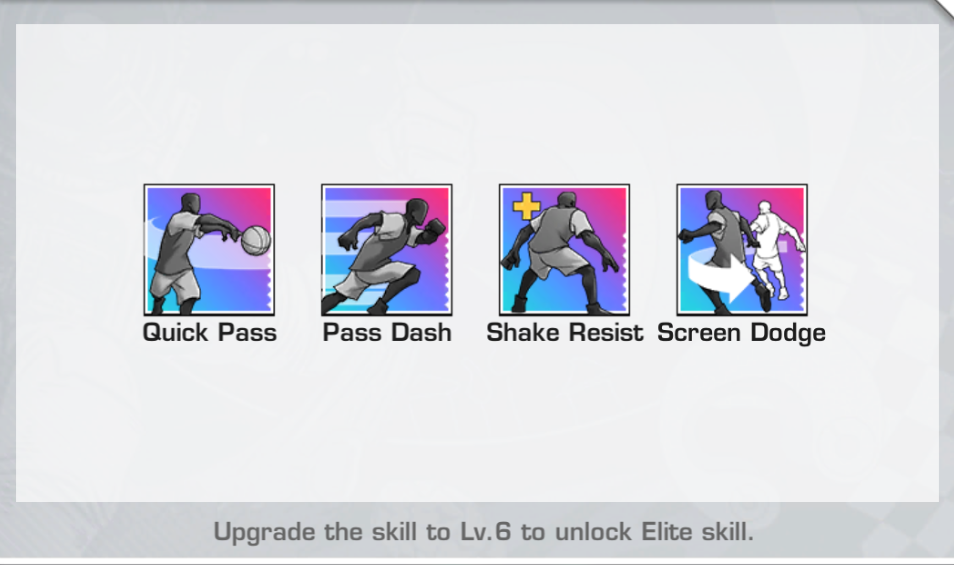 Quick Pass
Pass Dash
Shake Resist
Screen Dodge
Upgrade the skill to Lv.6 to unlock Elite skill.